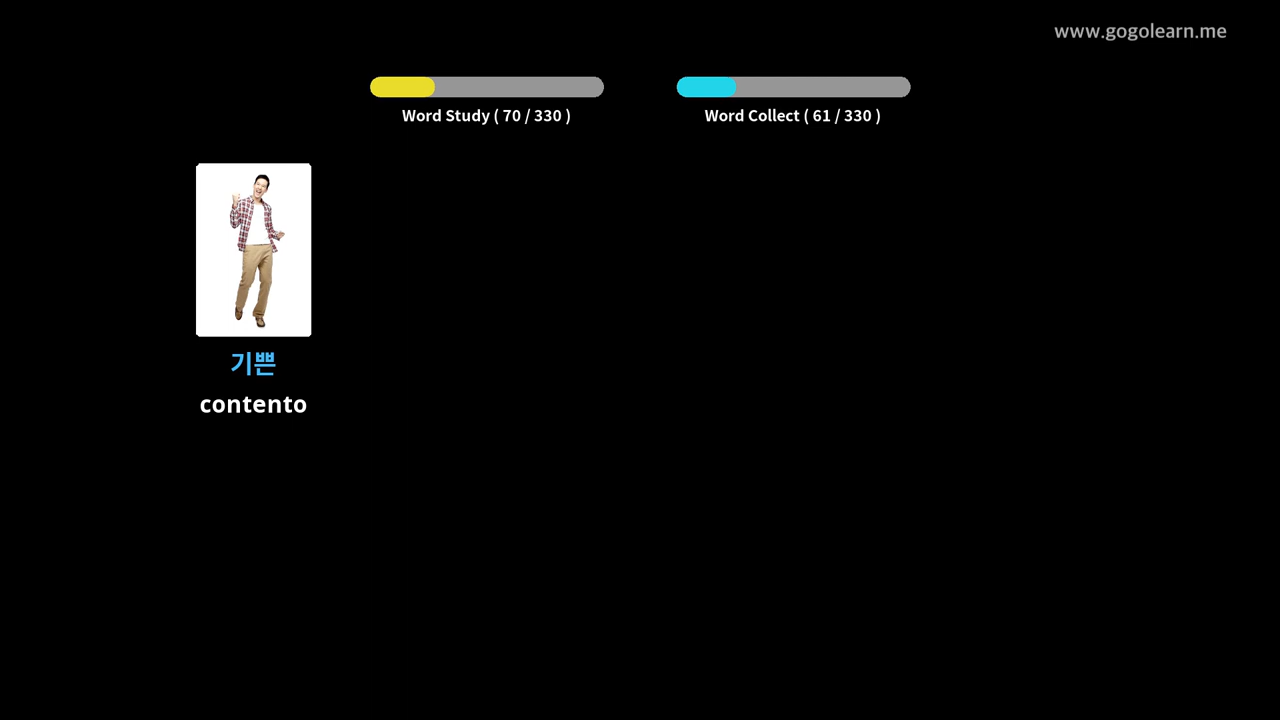 www.gogolearn.me
Word Study ( 70 / 330 )
Word Collect ( 61 / 330 )
기쁜
contento